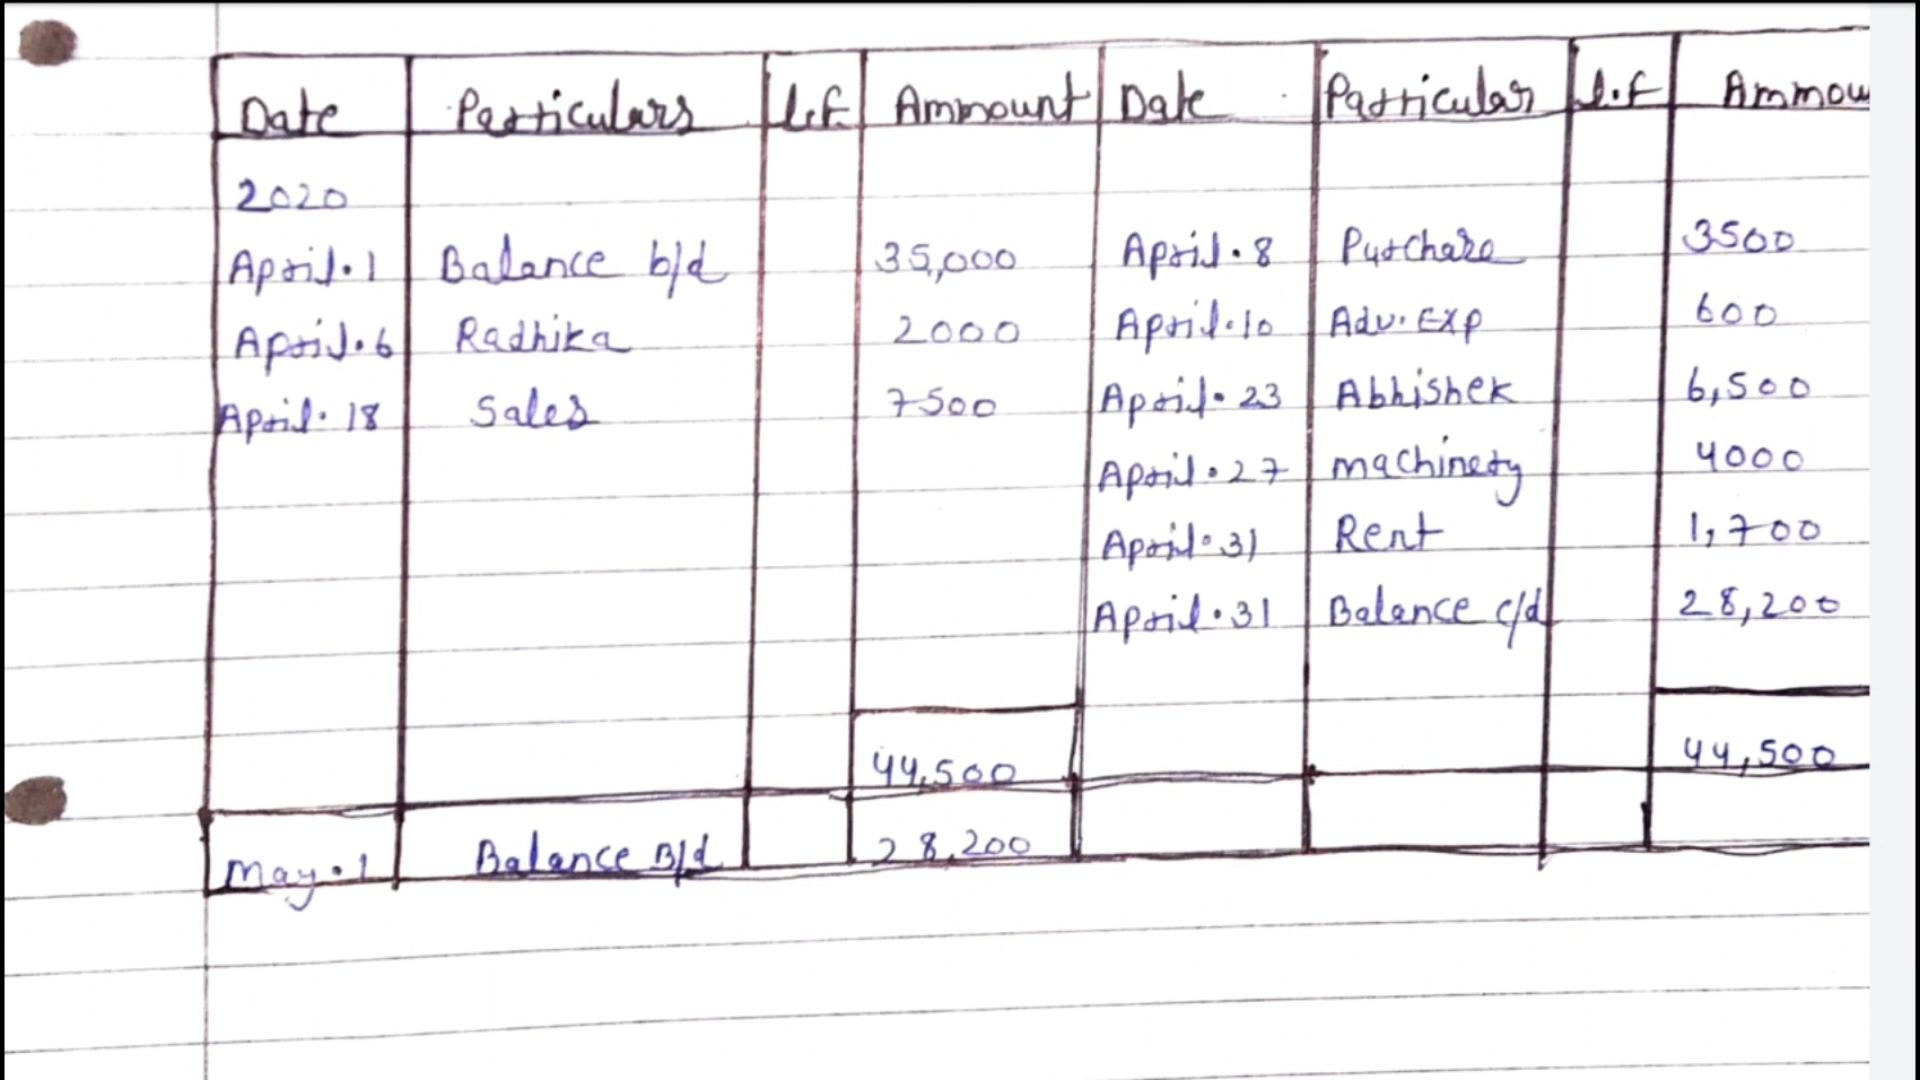 Date Particulars l.f. Ammount Date Particular l.f Ammou
2020
April.1 Balance b/d 35,000 April.8 Purchase 3500
April.6 Radhika 2000 April.10 Adv.Exp 600
April.18 Sales 7500 April.23 Abhishek 6,500
April.27 machinery 4000
April.31 Rent 1,700
April.31 Balance c/d 28,200
44,500 44,500
May.1 Balance B/d 28,200